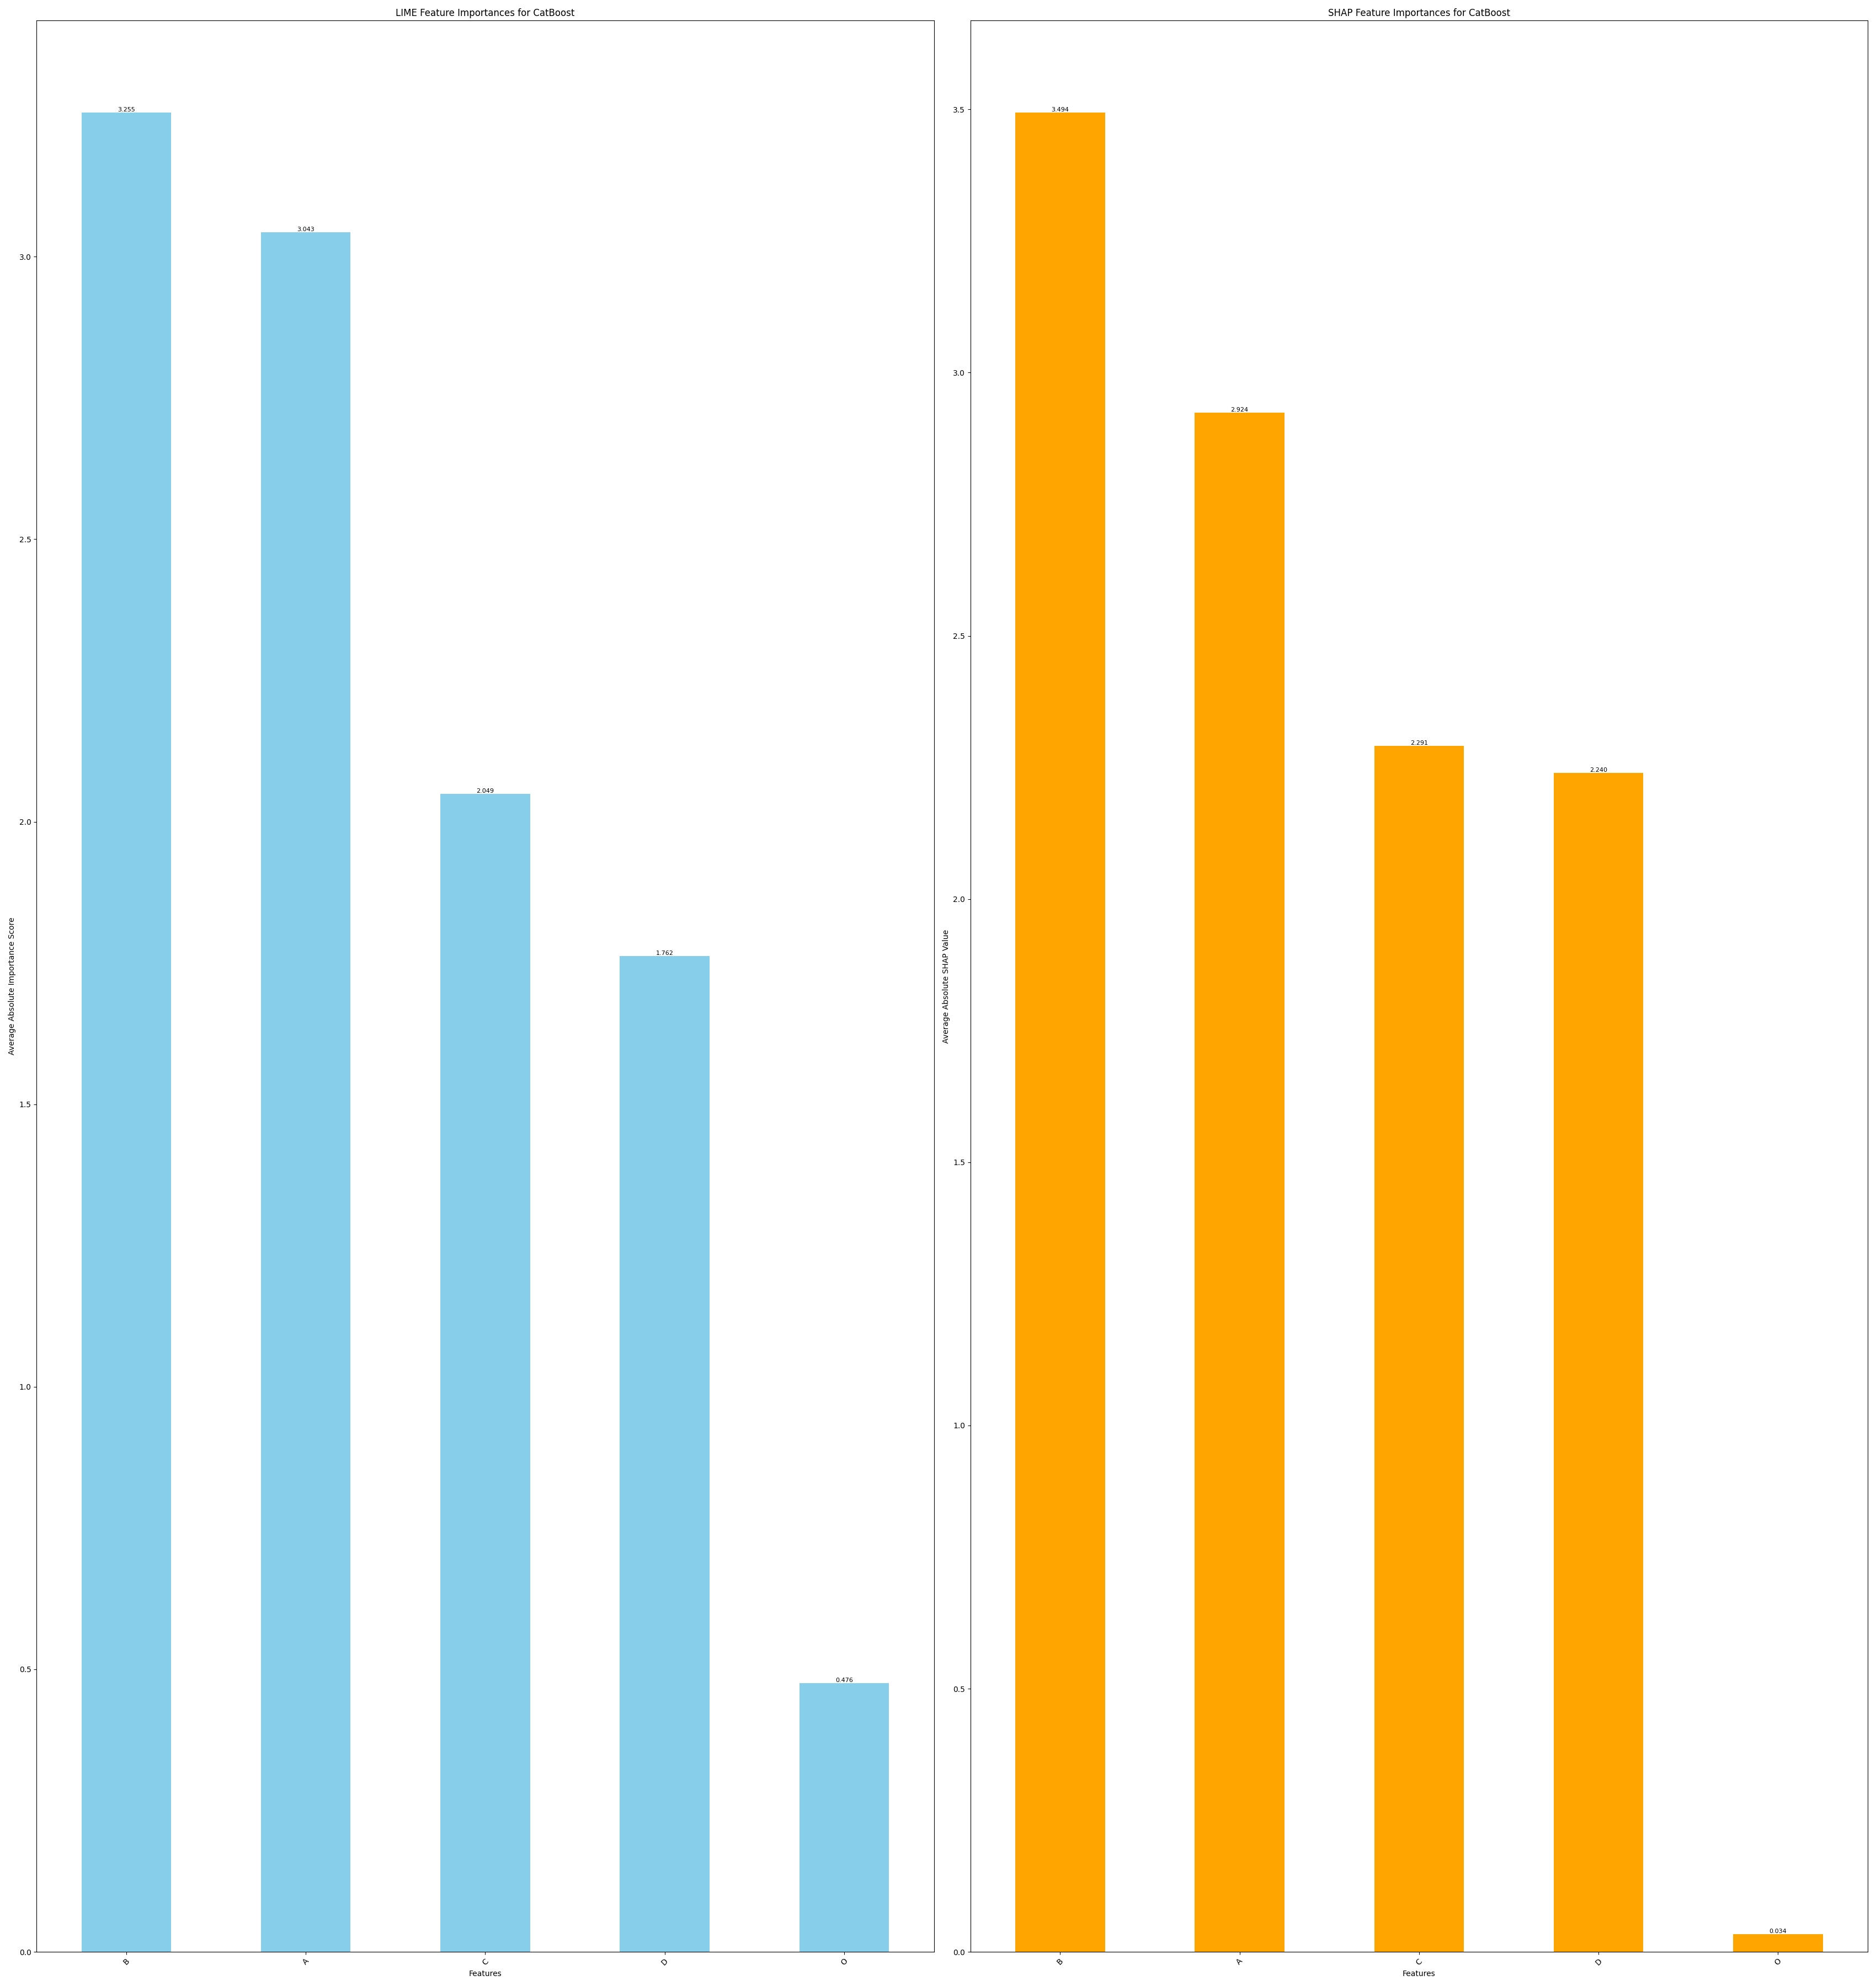 LIME Feature Importances for CatBoost
Average Absolute Importance Score
3.0
2.5
2.0
1.5
1.0
0.5
0.0
3.255
3.043
2.049
1.762
0.476
B
A
C
D
O
Features
SHAP Feature Importances for CatBoost
Average Absolute SHAP Value
3.5
3.0
2.5
2.0
1.5
1.0
0.5
0.0
3.494
2.924
2.291
2.240
0.034
B
A
C
D
O
Features